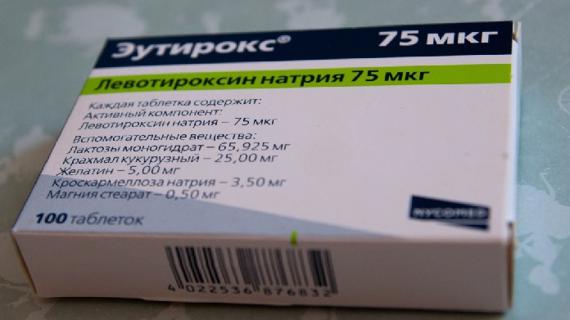 Эутирокс® 75 мкг
Левотироксин натрия 75 мкг
Каждая таблетка содержит:
Активный компонент:
Левотироксин натрия – 75 мкг
Вспомогательные вещества:
Лактозы моногидрат – 65,925 мг
Крахмал кукурузный – 25,00 мг
Желатин – 5,00 мг
Кроскармеллоза натрия – 3,50 мг
Магния стеарат – 0,50 мг
100 таблеток
NYCOMED
4 022536 876832